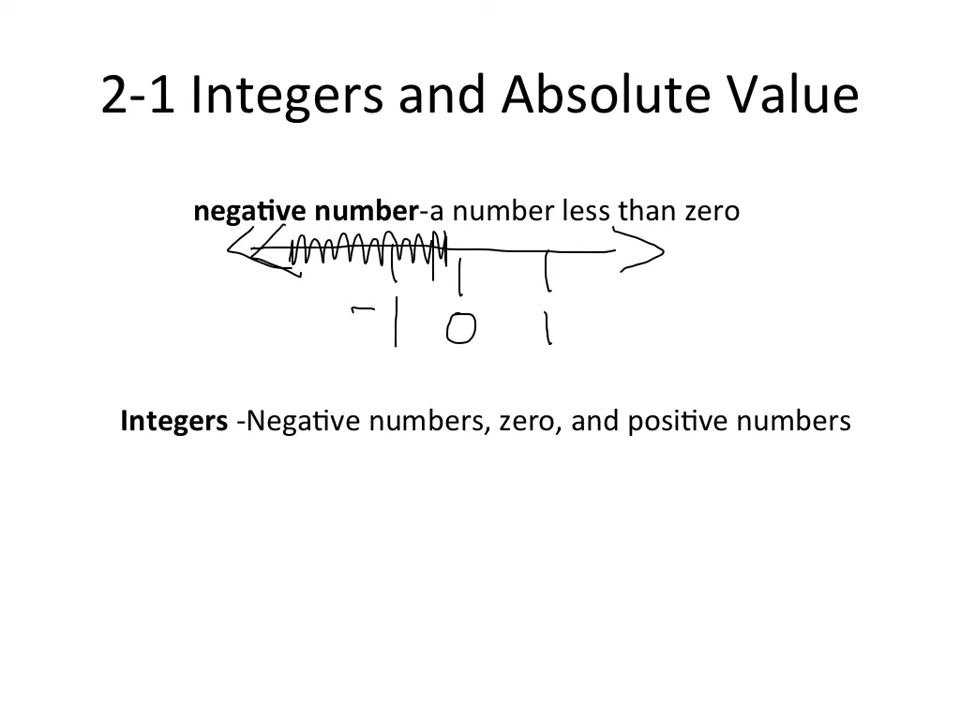 2-1 Integers and Absolute Value
negative number-a number less than zero
-1 0 1
Integers -Negative numbers, zero, and positive numbers